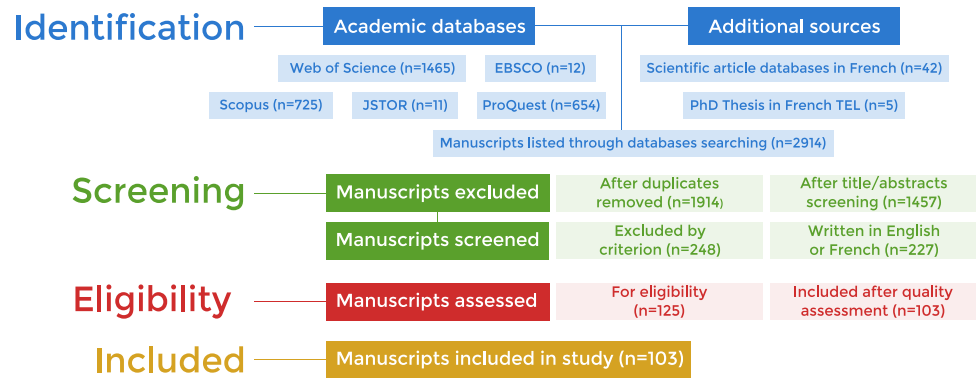 Identification
Academic databases
Additional sources
Web of Science (n=1465)
EBSCO (n=12)
Scientific article databases in French (n=42)
Scopus (n=725)
JSTOR (n=11)
ProQuest (n=654)
PhD Thesis in French TEL (n=5)
Manuscripts listed through databases searching (n=2914)
Screening
Manuscripts excluded
After duplicates
removed (n=1914)
After title/abstracts
screening (n=1457)
Manuscripts screened
Excluded by
criterion (n=248)
Written in English
or French (n=227)
Eligibility
Manuscripts assessed
For eligibility
(n=125)
Included after quality
assessment (n=103)
Included
Manuscripts included in study (n=103)